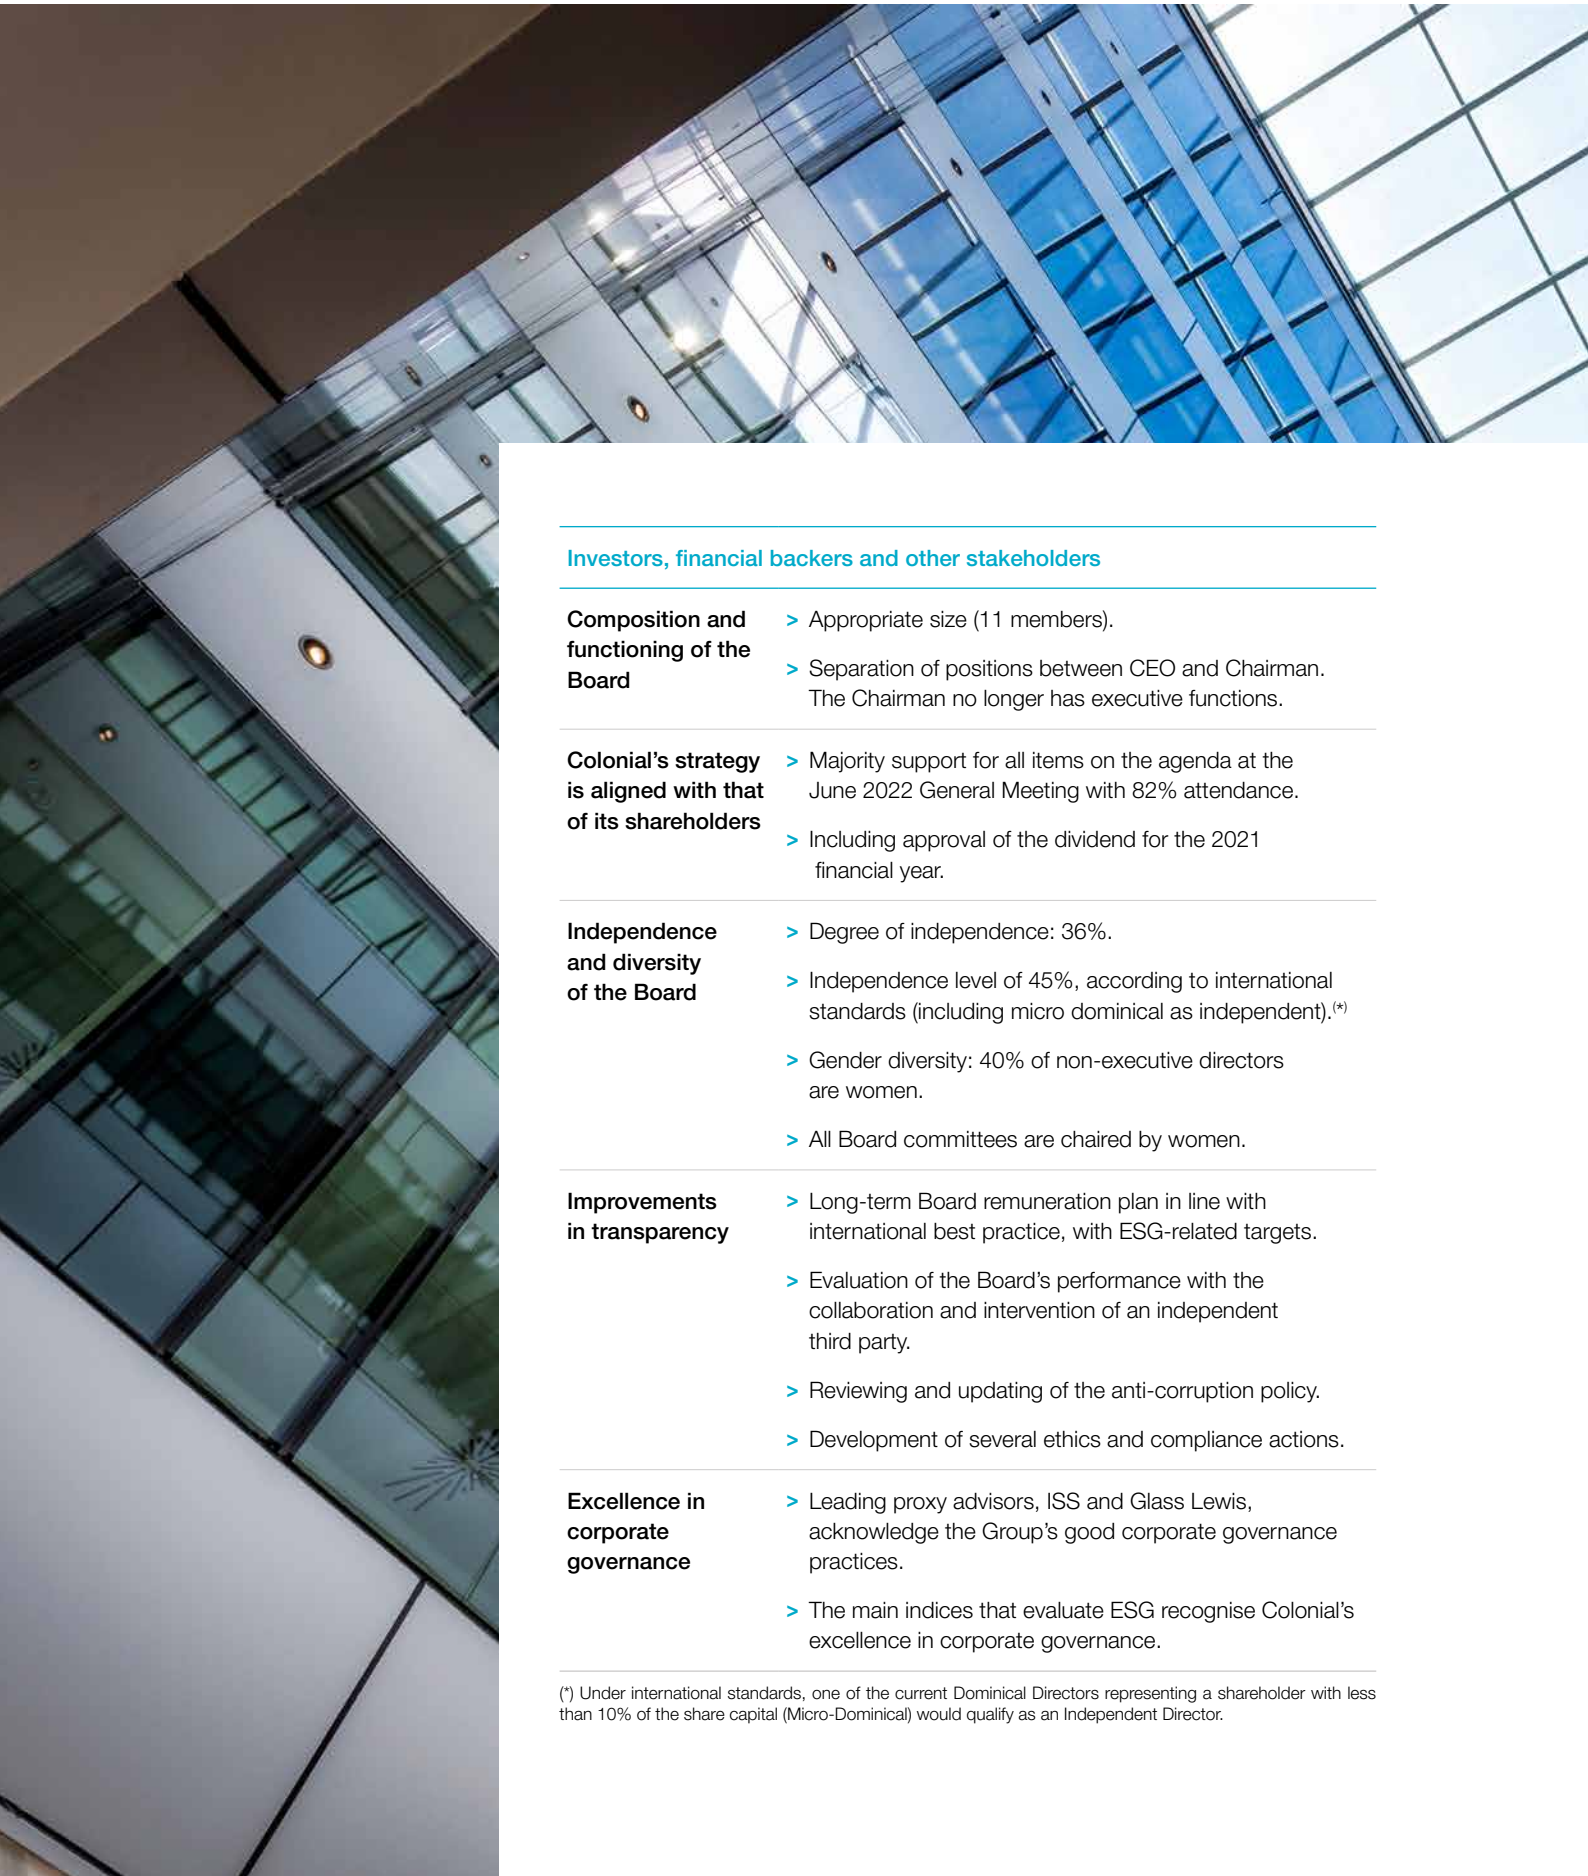 Investors, financial backers and other stakeholders
Composition and
functioning of the
Board
> Appropriate size (11 members).
> Separation of positions between CEO and Chairman.
The Chairman no longer has executive functions.
Colonial's strategy
is aligned with that
of its shareholders
> Majority support for all items on the agenda at the
June 2022 General Meeting with 82% attendance.
> Including approval of the dividend for the 2021
financial year.
Independence
and diversity
of the Board
> Degree of independence: 36%.
> Independence level of 45%, according to international
standards (including micro dominical as independent).(*)
> Gender diversity: 40% of non-executive directors
are women.
> All Board committees are chaired by women.
Improvements
in transparency
> Long-term Board remuneration plan in line with
international best practice, with ESG-related targets.
> Evaluation of the Board's performance with the
collaboration and intervention of an independent
third party.
> Reviewing and updating of the anti-corruption policy.
> Development of several ethics and compliance actions.
Excellence in
corporate
governance
> Leading proxy advisors, ISS and Glass Lewis,
acknowledge the Group's good corporate governance
practices.
> The main indices that evaluate ESG recognise Colonial's
excellence in corporate governance.
(*) Under international standards, one of the current Dominical Directors representing a shareholder with less
than 10% of the share capital (Micro-Dominical) would qualify as an Independent Director.